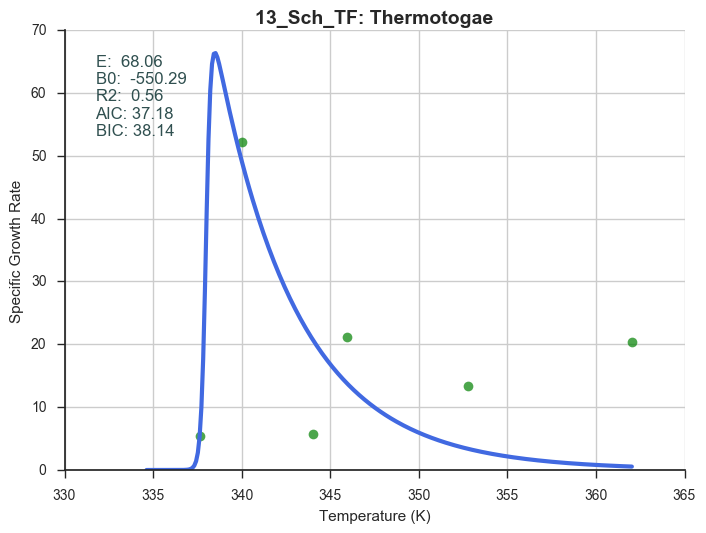 13_Sch_TF: Thermotogae
E: 68.06
B0: -550.29
R2: 0.56
AIC: 37.18
BIC: 38.14
Specific Growth Rate
70
60
50
40
30
20
10
0
330 335 340 345 350 355 360 365
Temperature (K)